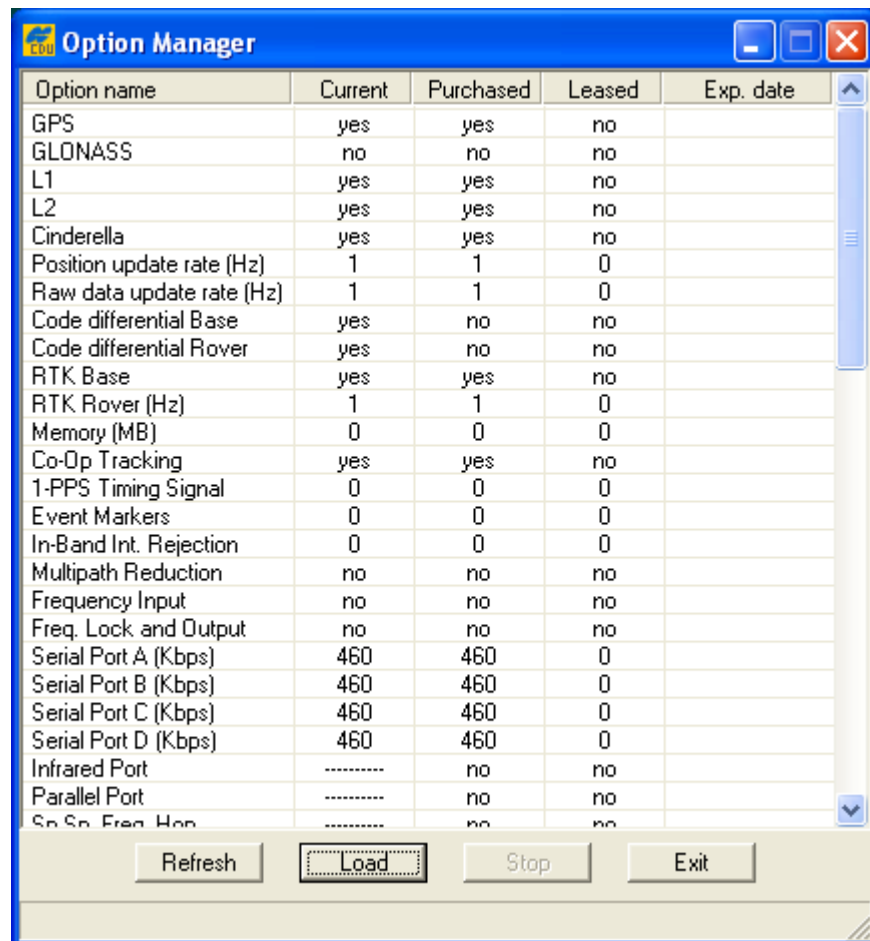 CDU Option Manager
Option name Current Purchased Leased Exp. date
GPS yes yes no
GLONASS no no no
L1 yes yes no
L2 yes yes no
Cinderella yes yes no
Position update rate (Hz) 1 1 0
Raw data update rate (Hz) 1 1 0
Code differential Base yes no no
Code differential Rover yes no no
RTK Base yes yes no
RTK Rover (Hz) 1 1 0
Memory (MB) 0 0 0
Co-Op Tracking yes yes no
1-PPS Timing Signal 0 0 0
Event Markers 0 0 0
In-Band Int. Rejection 0 0 0
Multipath Reduction no no no
Frequency Input no no no
Freq. Lock and Output no no no
Serial Port A (Kbps) 460 460 0
Serial Port B (Kbps) 460 460 0
Serial Port C (Kbps) 460 460 0
Serial Port D (Kbps) 460 460 0
Infrared Port ---------- no no
Parallel Port ---------- no no
Sp.Sp. Freq. Hop ---------- no no
Refresh Load Stop Exit